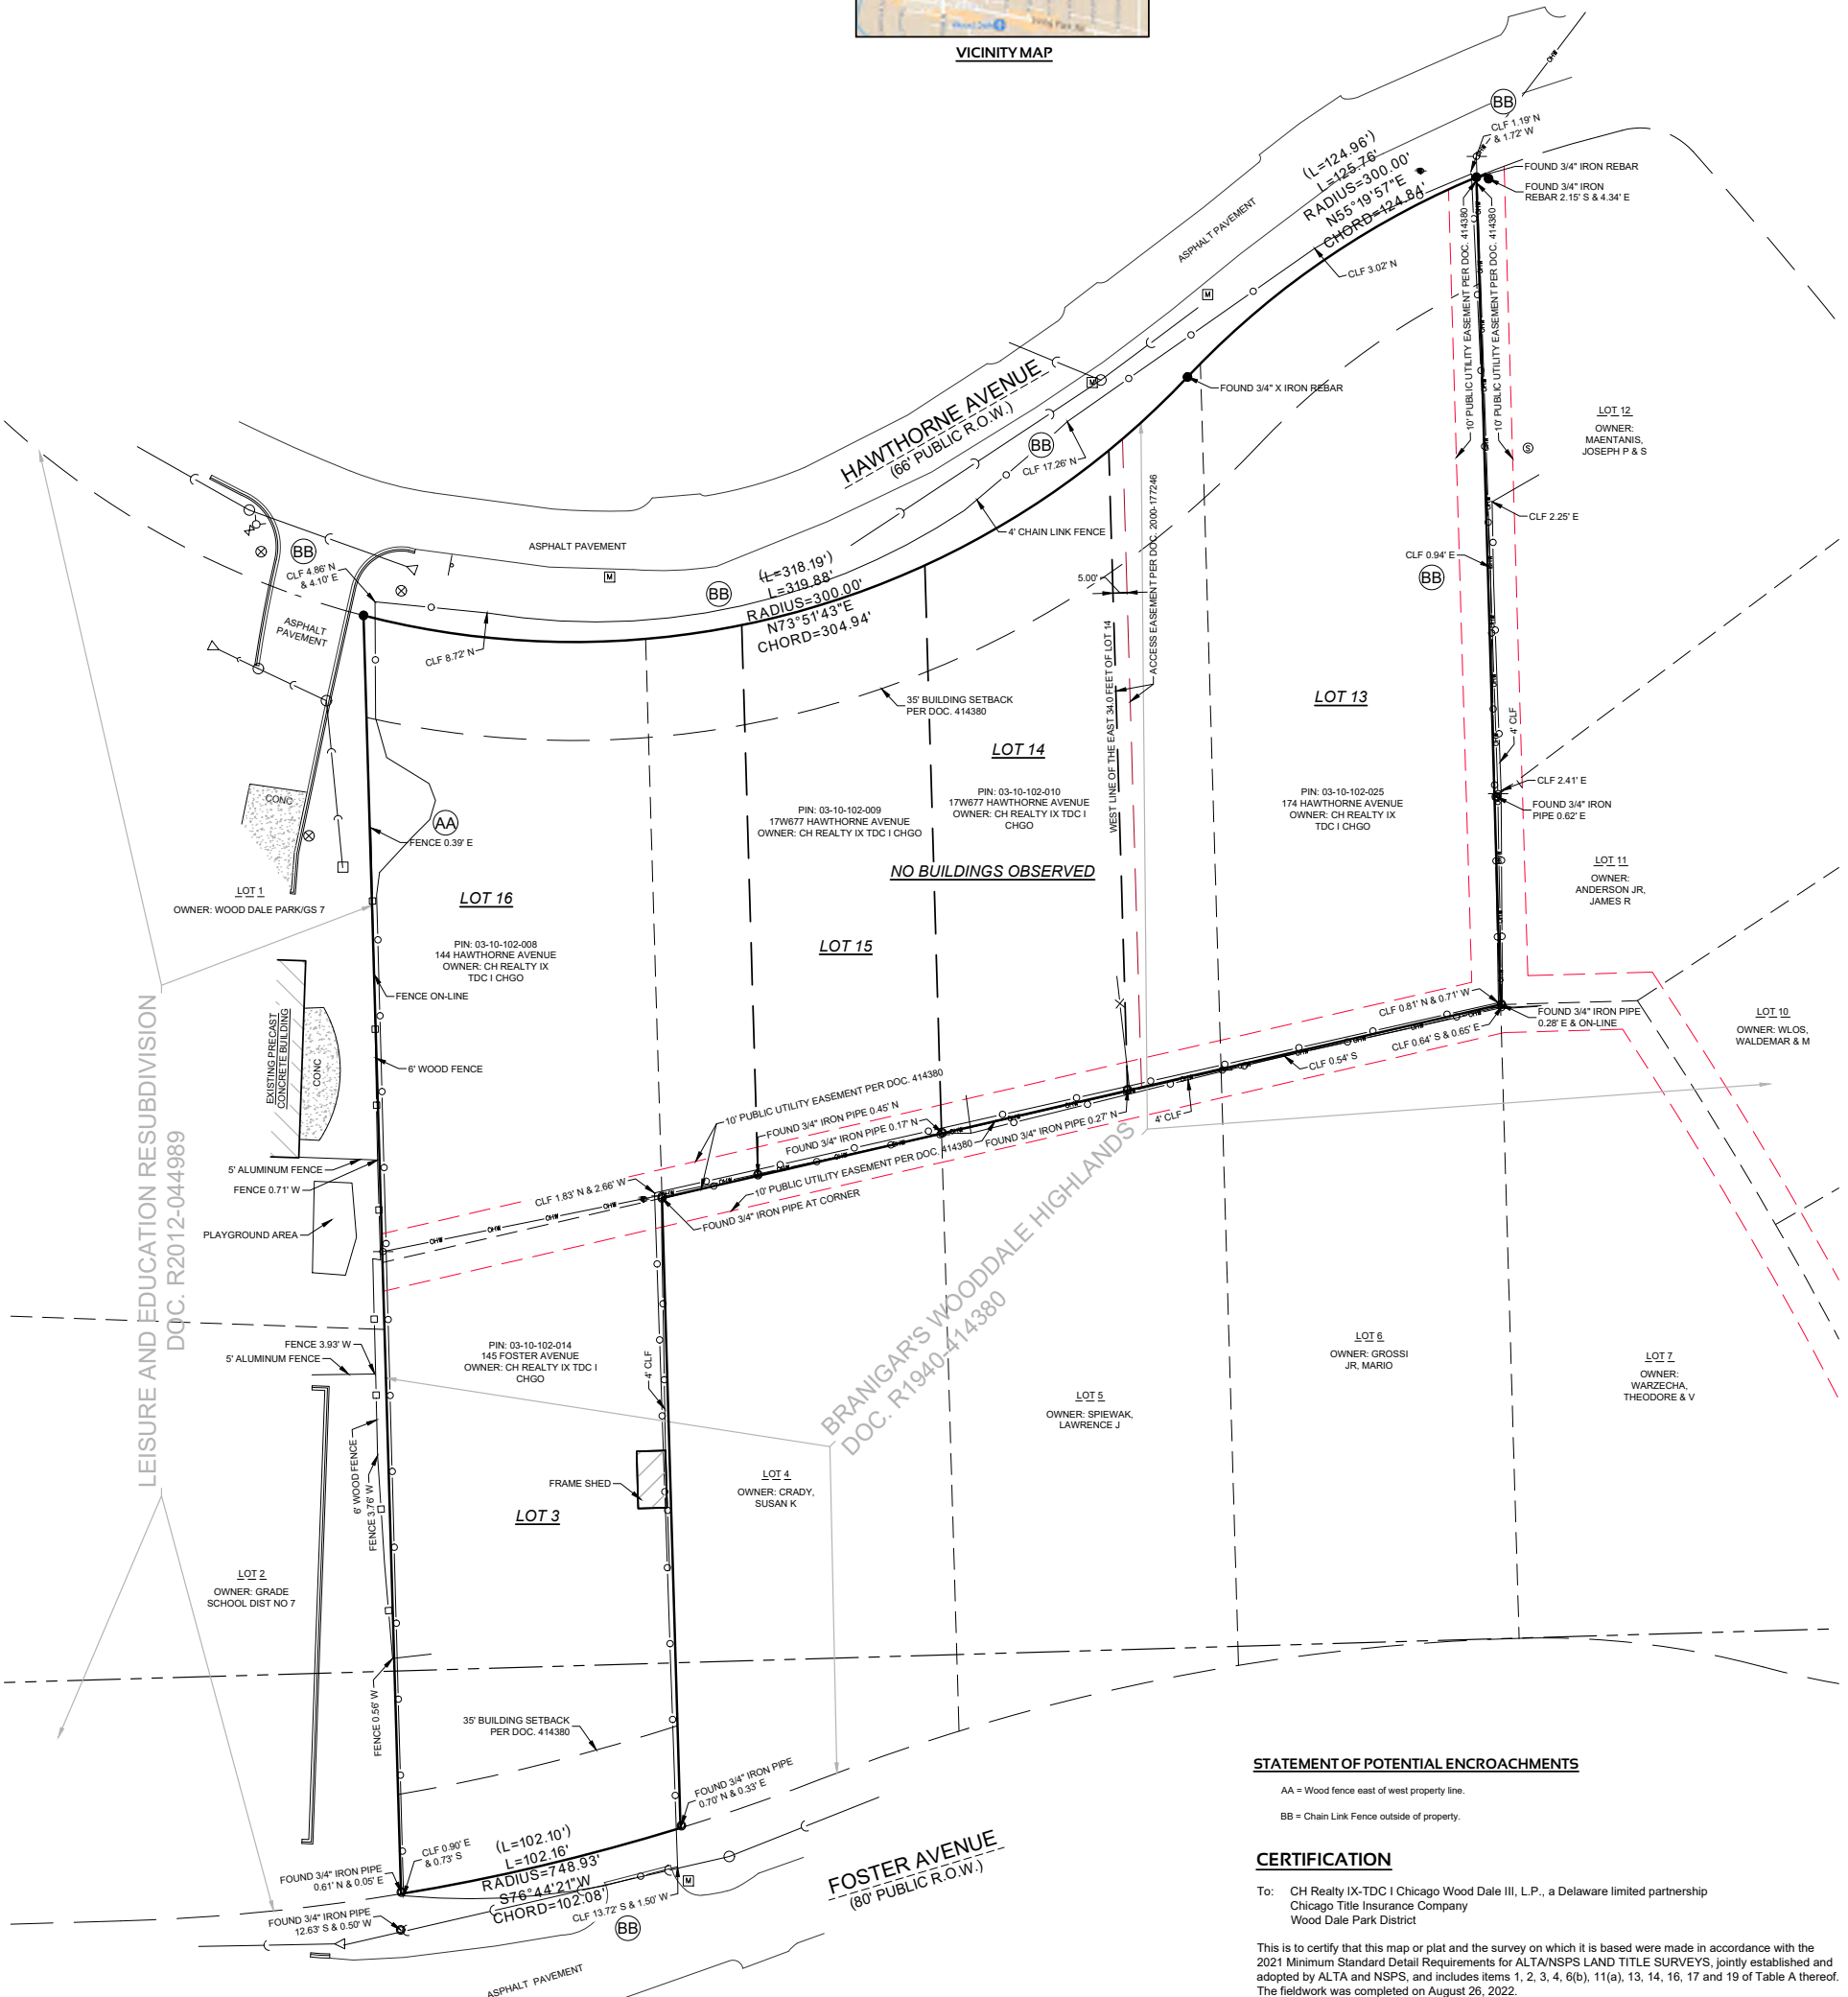 VICINITY MAP
BB
CLF 1.19' N
& 1.72' W
FOUND 3/4" IRON REBAR
FOUND 3/4" IRON
REBAR 2.15' S & 4.34' E
(L=124.96')
L=125.76'
RADIUS=300.00'
N55°19'57"E
CHORD=124.84'
ASPHALT PAVEMENT
CLF 3.02' N
M
10' PUBLIC UTILITY EASEMENT PER DOC. 414380
10' PUBLIC UTILITY EASEMENT PER DOC. 414380
M
FOUND 3/4" X IRON REBAR
HAWTHORNE AVENUE
(66' PUBLIC R.O.W.)
BB
CLF 17.26' N
4' CHAIN LINK FENCE
LOT 12
OWNER:
MAENTANIS,
JOSEPH P & S
S
CLF 2.25' E
CLF 0.94' E
BB
ASPHALT PAVEMENT
M
BB
CLF 4.86' N
& 4.10' E
ASPHALT
PAVEMENT
BB
(L=318.19')
L=319.88'
RADIUS=300.00'
N73°51'43"E
CHORD=304.94'
CLF 8.72' N
5.00'
ACCESS EASEMENT PER DOC. 2000-177246
WEST LINE OF THE EAST 34.0 FEET OF LOT 14
35' BUILDING SETBACK
PER DOC. 414380
LOT 13
LOT 14
4' CLF
CLF 2.41' E
FOUND 3/4" IRON
PIPE 0.62' E
CONC
AA
FENCE 0.39' E
PIN: 03-10-102-009
17W677 HAWTHORNE AVENUE
OWNER: CH REALTY IX TDC I CHGO
PIN: 03-10-102-010
17W677 HAWTHORNE AVENUE
OWNER: CH REALTY IX TDC I
CHGO
PIN: 03-10-102-025
174 HAWTHORNE AVENUE
OWNER: CH REALTY IX
TDC I CHGO
NO BUILDINGS OBSERVED
LOT 11
OWNER:
ANDERSON JR,
JAMES R
LOT 1
OWNER: WOOD DALE PARK/GS 7
LOT 16
LOT 15
PIN: 03-10-102-008
144 HAWTHORNE AVENUE
OWNER: CH REALTY IX
TDC I CHGO
FENCE ON-LINE
LEISURE AND EDUCATION RESUBDIVISION
DOC. R2012-044989
EXISTING PRECAST
CONCRETE BUILDING
CONC
6' WOOD FENCE
CLF 0.81' N & 0.71' W
FOUND 3/4" IRON PIPE
0.28' E & ON-LINE
LOT 10
OWNER: WLOS,
WALDEMAR & M
CLF 0.64' S & 0.65' E
CLF 0.54' S
10' PUBLIC UTILITY EASEMENT PER DOC. 414380
FOUND 3/4" IRON PIPE 0.45' N
FOUND 3/4" IRON PIPE 0.17' N
FOUND 3/4" IRON PIPE 0.27' N
4' CLF
10' PUBLIC UTILITY EASEMENT PER DOC. 414380
5' ALUMINUM FENCE
FENCE 0.71' W
CLF 1.83' N & 2.66' W
FOUND 3/4" IRON PIPE AT CORNER
OHW
OHW
OHW
PLAYGROUND AREA
BRANIGAR'S WOODDALE HIGHLANDS
DOC. R1940-414380
FENCE 3.93' W
5' ALUMINUM FENCE
PIN: 03-10-102-014
145 FOSTER AVENUE
OWNER: CH REALTY IX TDC I
CHGO
4' CLF
LOT 6
OWNER: GROSSI
JR, MARIO
LOT 7
OWNER:
WARZECHA,
THEODORE & V
LOT 5
OWNER: SPIEWAK,
LAWRENCE J
6' WOOD FENCE
FENCE 3.76' W
FRAME SHED
LOT 4
OWNER: CRADY,
SUSAN K
LOT 3
LOT 2
OWNER: GRADE
SCHOOL DIST NO 7
FENCE 0.56' W
35' BUILDING SETBACK
PER DOC. 414380
FOUND 3/4" IRON PIPE
0.70' N & 0.33' E
CLF 0.90' E
& 0.73' S
(L=102.10')
L=102.16'
RADIUS=748.93'
S76°44'21"W
CHORD=102.08'
FOUND 3/4" IRON PIPE
0.61' N & 0.05' E
FOUND 3/4" IRON PIPE
12.63' S & 0.50' W
CLF 13.72' S & 1.50' W
M
BB
FOSTER AVENUE
(80' PUBLIC R.O.W.)
ASPHALT PAVEMENT
STATEMENT OF POTENTIAL ENCROACHMENTS
AA = Wood fence east of west property line.
BB = Chain Link Fence outside of property.
CERTIFICATION
To: CH Realty IX-TDC I Chicago Wood Dale III, L.P., a Delaware limited partnership
Chicago Title Insurance Company
Wood Dale Park District
This is to certify that this map or plat and the survey on which it is based were made in accordance with the
2021 Minimum Standard Detail Requirements for ALTA/NSPS LAND TITLE SURVEYS, jointly established and
adopted by ALTA and NSPS, and includes items 1, 2, 3, 4, 6(b), 11(a), 13, 14, 16, 17 and 19 of Table A thereof.
The fieldwork was completed on August 26, 2022.